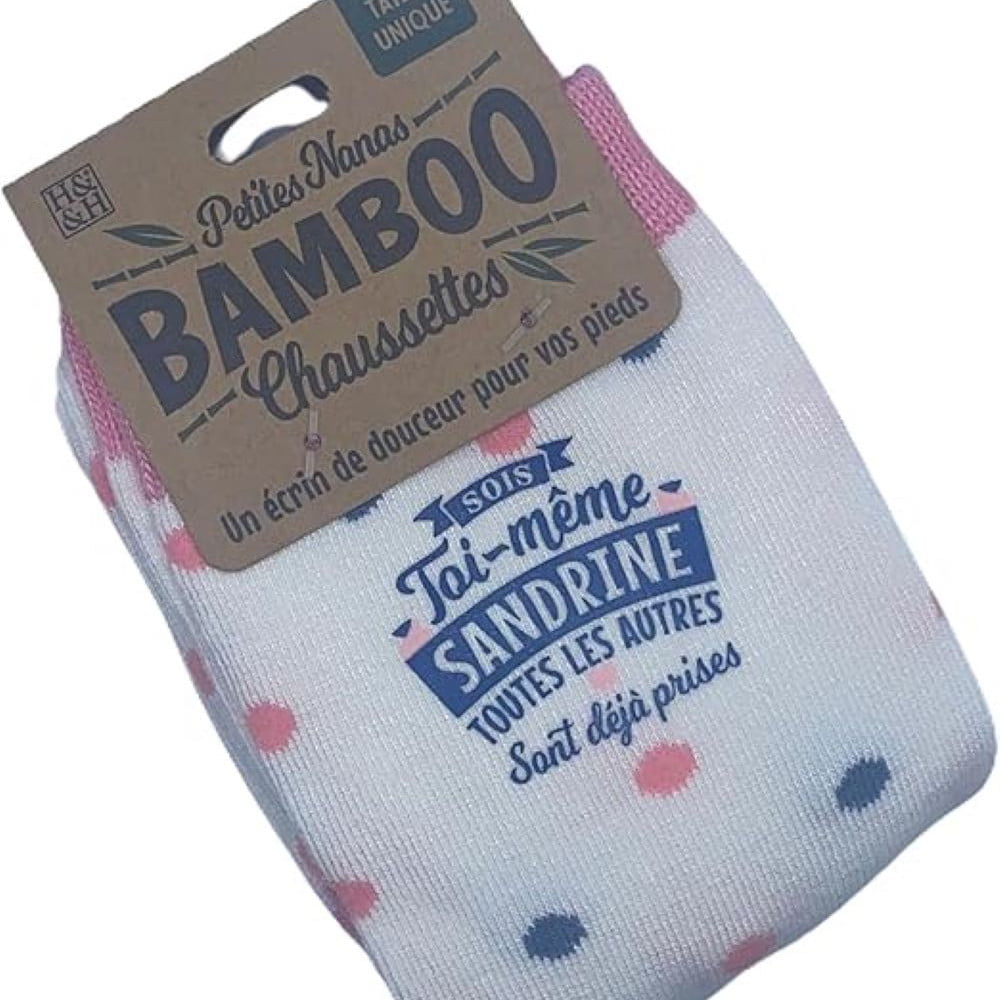 UNIQUE
H&
&H
Petites Nanas
BAMBOO
Chaussettes
Un écrin de douceur pour vos pieds
SOIS
Toi-même
SANDRINE
TOUTES LES AUTRES
Sont déjà prises